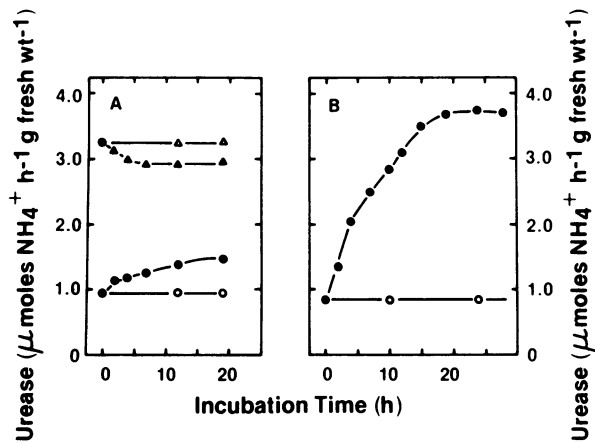 Urease (μmoles NH4+ h-1 g fresh wt-1)
4.0
3.0
2.0
1.0
0
A
0 10 20
B
0 10 20
4.0
3.0
2.0
1.0
0
Urease (μmoles NH4+ h-1 g fresh wt-1)
Incubation Time (h)